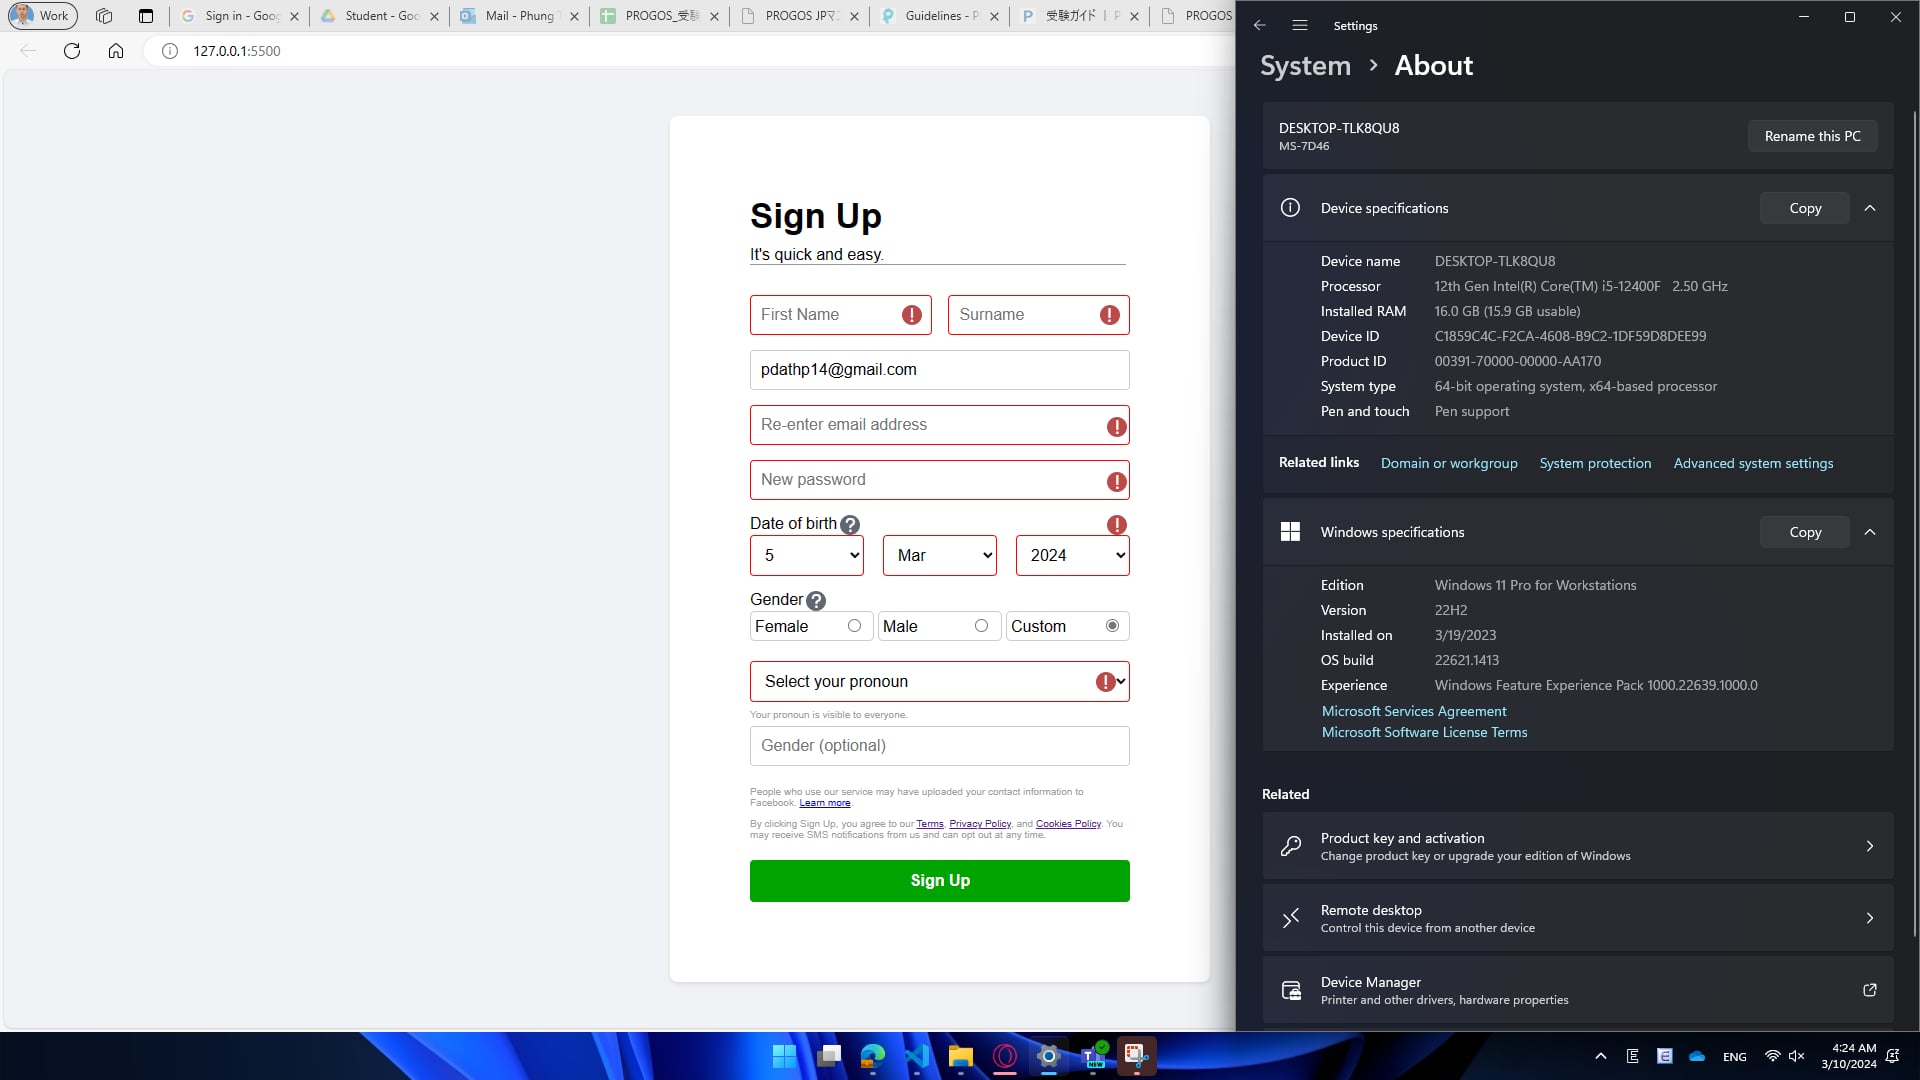 Work
Sign in - Goog
Student - Goo
Mail - Phung
PROGOS_受験
PROGOS JPマニ
Guidelines - P
受験ガイド | P
PROGOS
127.0.0.1:5500
Sign Up
It's quick and easy.
First Name
Surname
pdathp14@gmail.com
Re-enter email address
New password
Date of birth
5
Mar
2024
Gender
Female
Male
Custom
Select your pronoun
Your pronoun is visible to everyone.
Gender (optional)
People who use our service may have uploaded your contact information to
Facebook. Learn more.
By clicking Sign Up, you agree to our Terms, Privacy Policy, and Cookies Policy. You
may receive SMS notifications from us and can opt out at any time.
Sign Up
Settings
System > About
DESKTOP-TLK8QU8
MS-7D46
Rename this PC
Device specifications
Copy
Device name DESKTOP-TLK8QU8
Processor 12th Gen Intel(R) Core(TM) i5-12400F 2.50 GHz
Installed RAM 16.0 GB (15.9 GB usable)
Device ID C1859C4C-F2CA-4608-B9C2-1DF59D8DEE99
Product ID 00391-70000-00000-AA170
System type 64-bit operating system, x64-based processor
Pen and touch Pen support
Related links Domain or workgroup System protection Advanced system settings
Windows specifications
Copy
Edition Windows 11 Pro for Workstations
Version 22H2
Installed on 3/19/2023
OS build 22621.1413
Experience Windows Feature Experience Pack 1000.22639.1000.0
Microsoft Services Agreement
Microsoft Software License Terms
Related
Product key and activation
Change product key or upgrade your edition of Windows
Remote desktop
Control this device from another device
Device Manager
Printer and other drivers, hardware properties
NEW
ENG
4:24 AM
3/10/2024